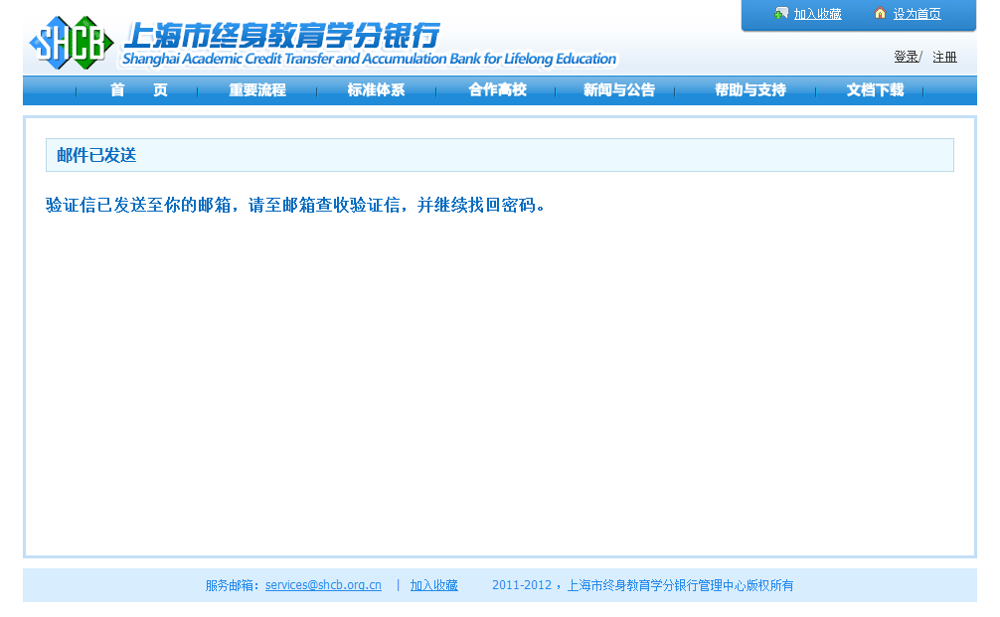 加入收藏 设为首页
SHCB 上海市终身教育学分银行
Shanghai Academic Credit Transfer and Accumulation Bank for Lifelong Education
登录/ 注册
首 页 重要流程 标准体系 合作高校 新闻与公告 帮助与支持 文档下载
邮件已发送
验证信已发送至你的邮箱，请至邮箱查收验证信，并继续找回密码。
服务邮箱：services@shcb.org.cn | 加入收藏 2011-2012 ，上海市终身教育学分银行管理中心版权所有